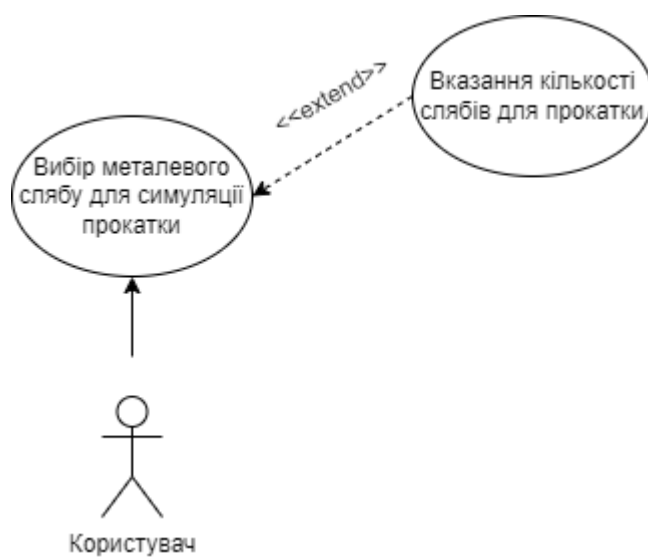 <<extend>>
Вказання кількості
слябів для прокатки
Вибір металевого
слябу для симуляції
прокатки
Користувач